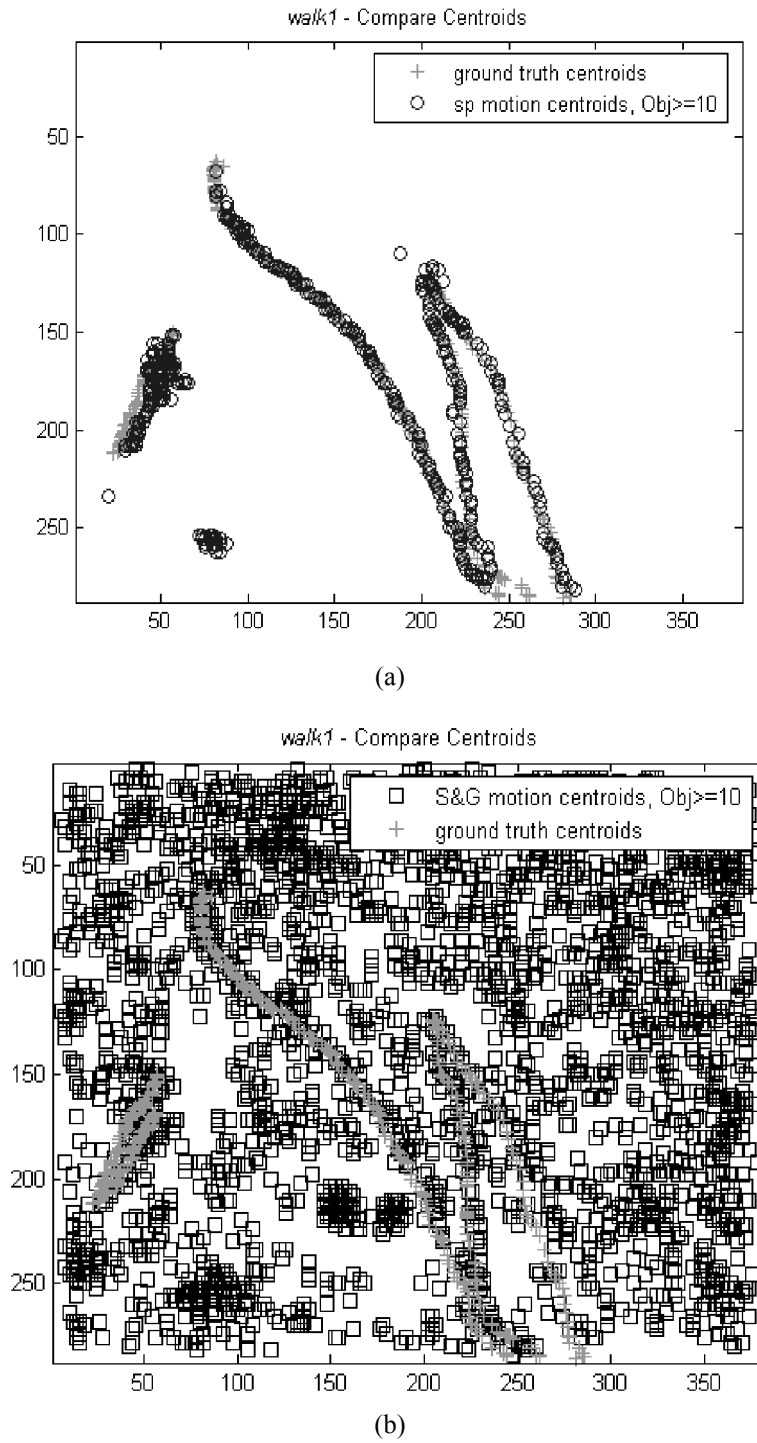 walk1 - Compare Centroids
ground truth centroids
sp motion centroids, Obj>=10
50
100
150
200
250
50 100 150 200 250 300 350
(a)
walk1 - Compare Centroids
S&G motion centroids, Obj>=10
ground truth centroids
50
100
150
200
250
50 100 150 200 250 300 350
(b)